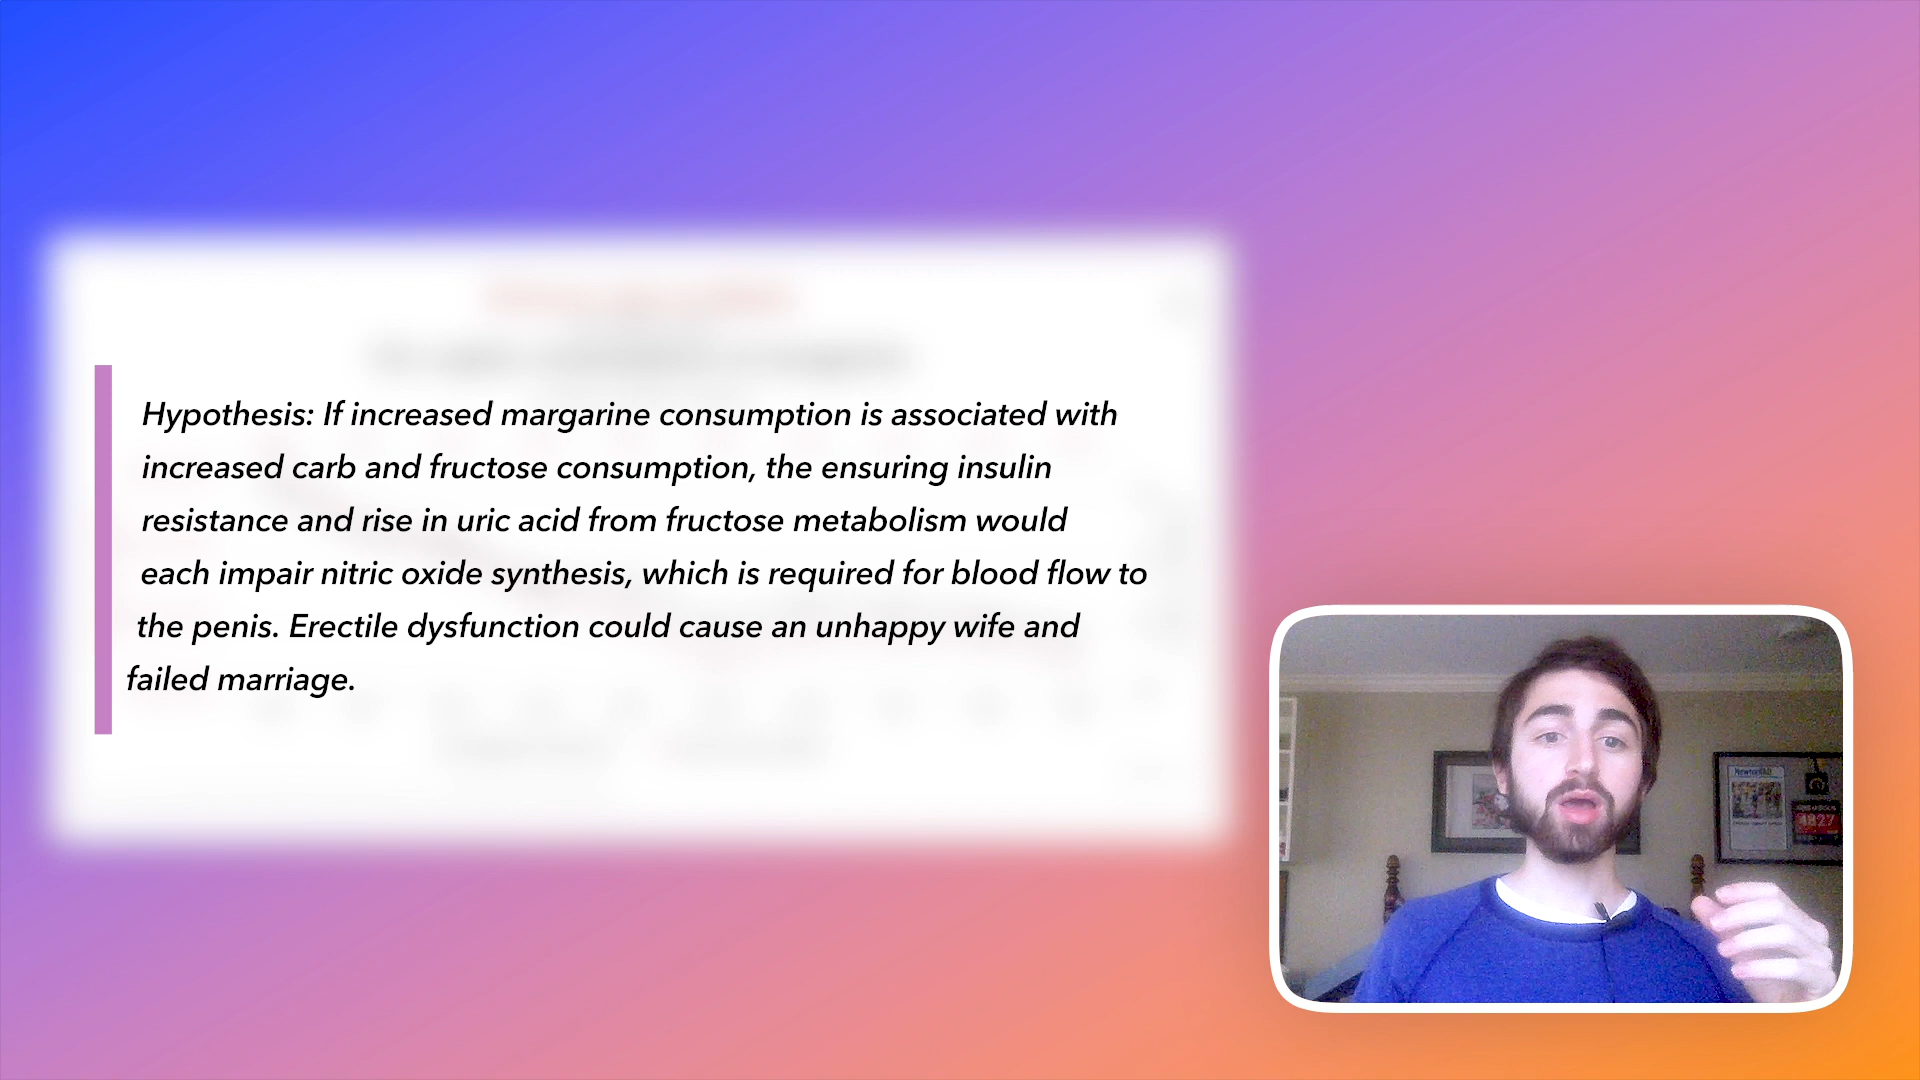 Hypothesis: If increased margarine consumption is associated with
increased carb and fructose consumption, the ensuring insulin
resistance and rise in uric acid from fructose metabolism would
each impair nitric oxide synthesis, which is required for blood flow to
the penis. Erectile dysfunction could cause an unhappy wife and
failed marriage.
4827